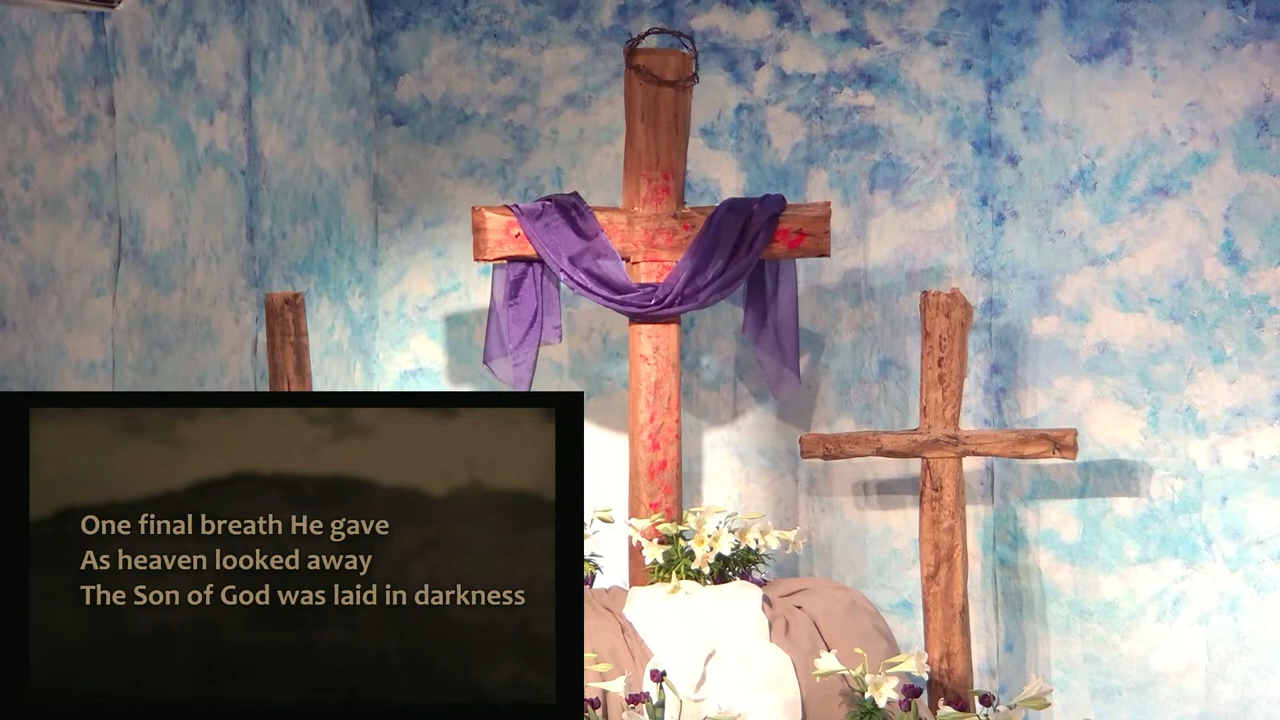 One final breath He gave
As heaven looked away
The Son of God was laid in darkness